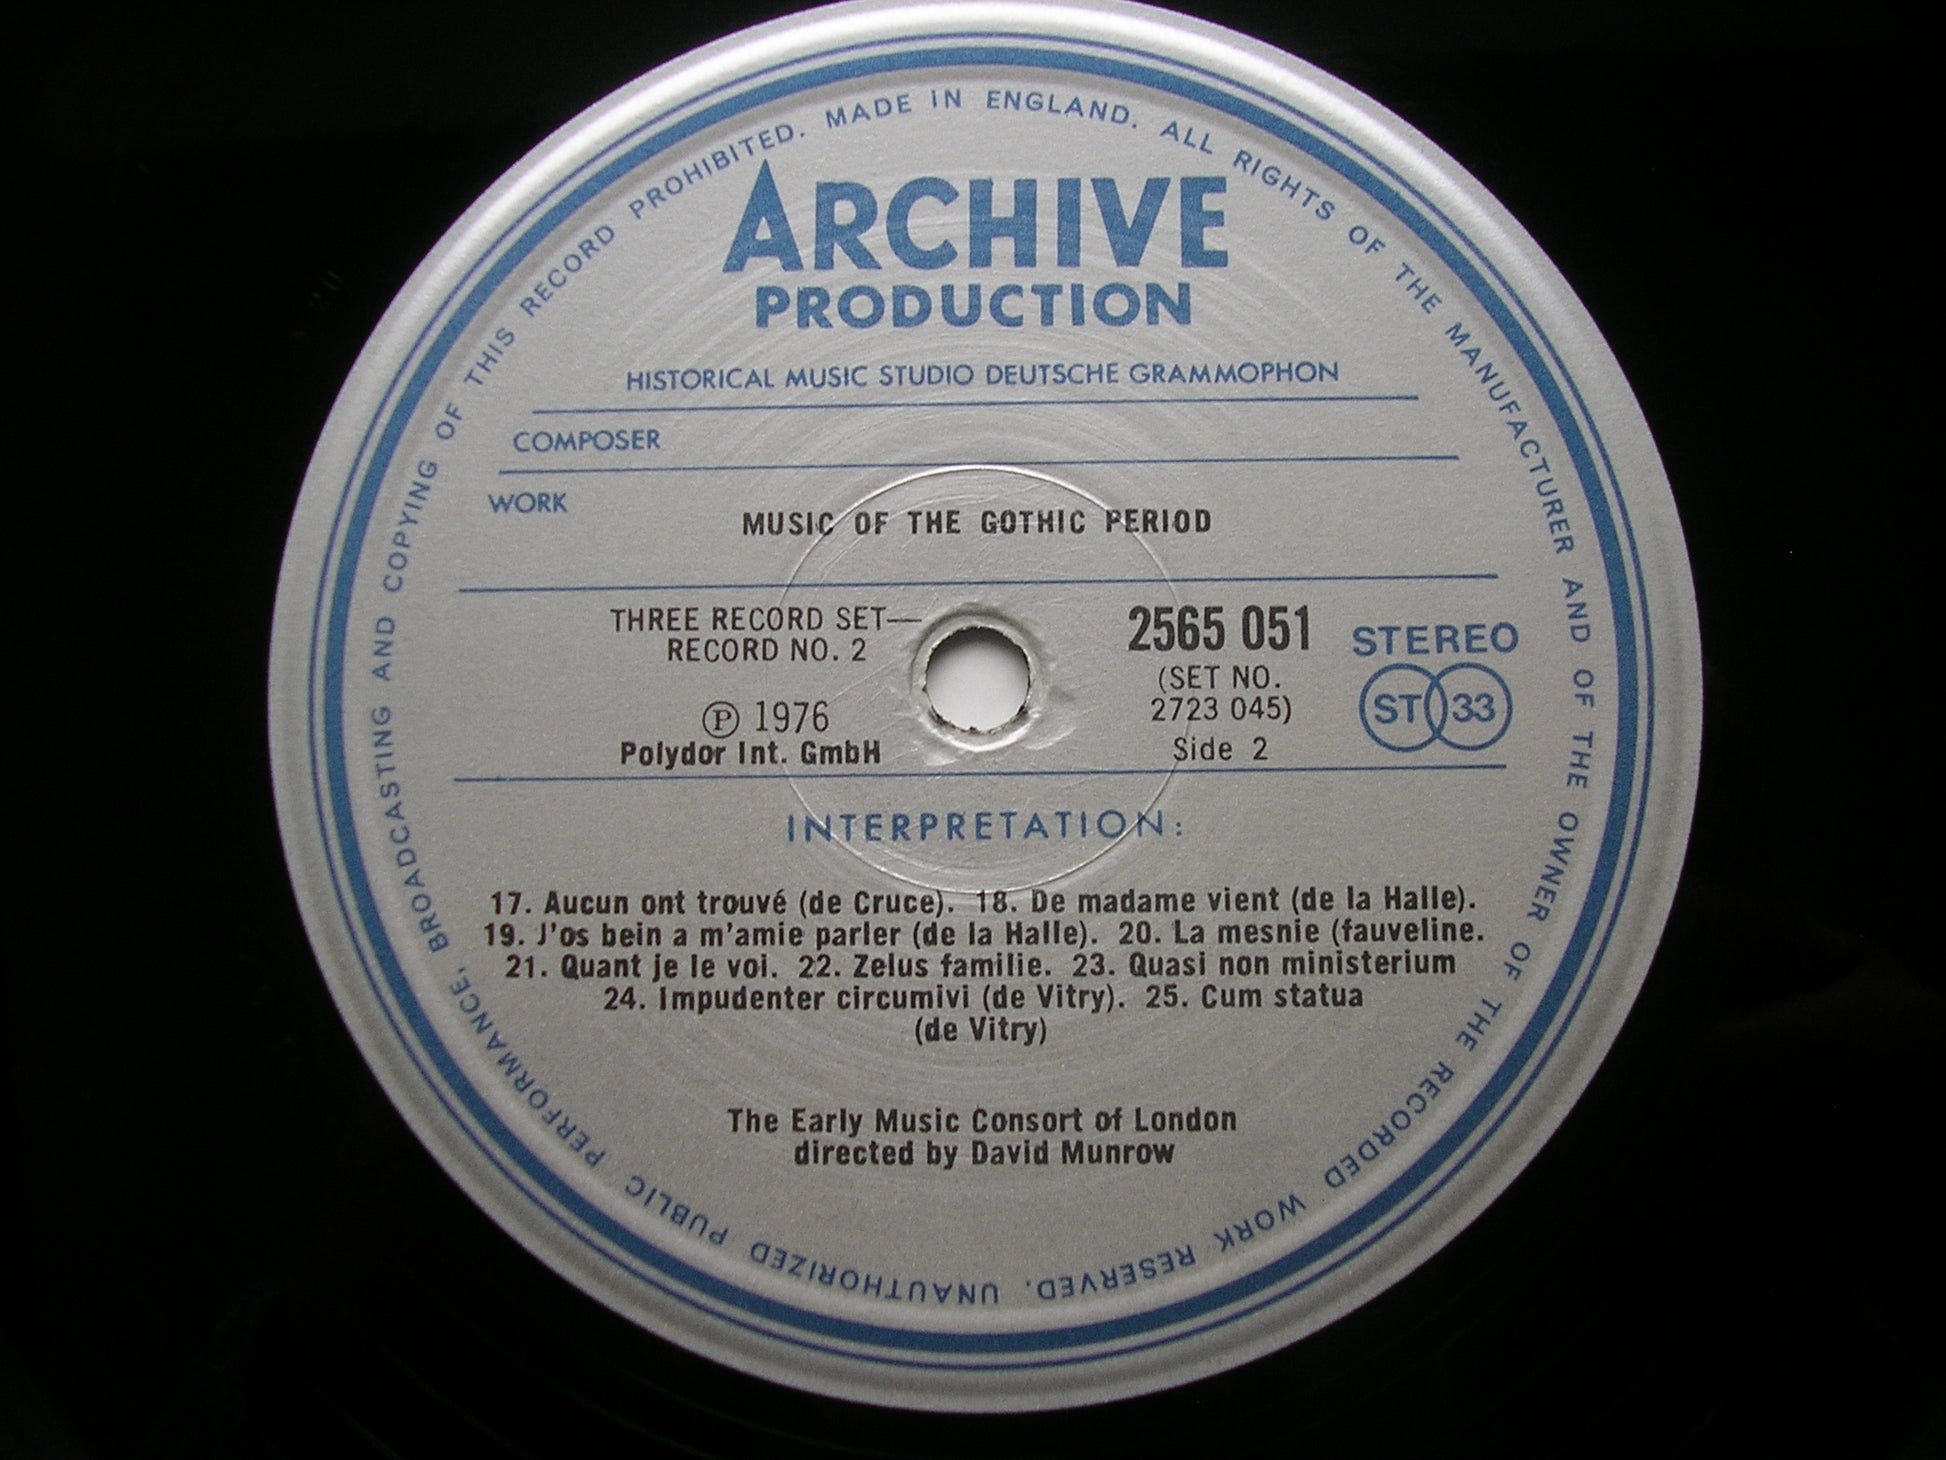 BROADCASTING AND COPYING OF THIS RECORD PROHIBITED. MADE IN ENGLAND. ALL RIGHTS OF THE MANUFACTURER AND OF THE OWNER OF THE RECORDED WORK RESERVED. UNAUTHORIZED PUBLIC PERFORMANCE,
ARCHIVE
PRODUCTION
HISTORICAL MUSIC STUDIO DEUTSCHE GRAMMOPHON
COMPOSER
WORK
MUSIC OF THE GOTHIC PERIOD
THREE RECORD SET—
RECORD NO. 2
Ⓟ 1976
Polydor Int. GmbH
2565 051
(SET NO.
2723 045)
Side 2
STEREO
ST 33
INTERPRETATION:
17. Aucun ont trouvé (de Cruce). 18. De madame vient (de la Halle).
19. J'os bein a m'amie parler (de la Halle). 20. La mesnie (fauveline.
21. Quant je le voi. 22. Zelus familie. 23. Quasi non ministerium
24. Impudenter circumivi (de Vitry). 25. Cum statua
(de Vitry)
The Early Music Consort of London
directed by David Munrow